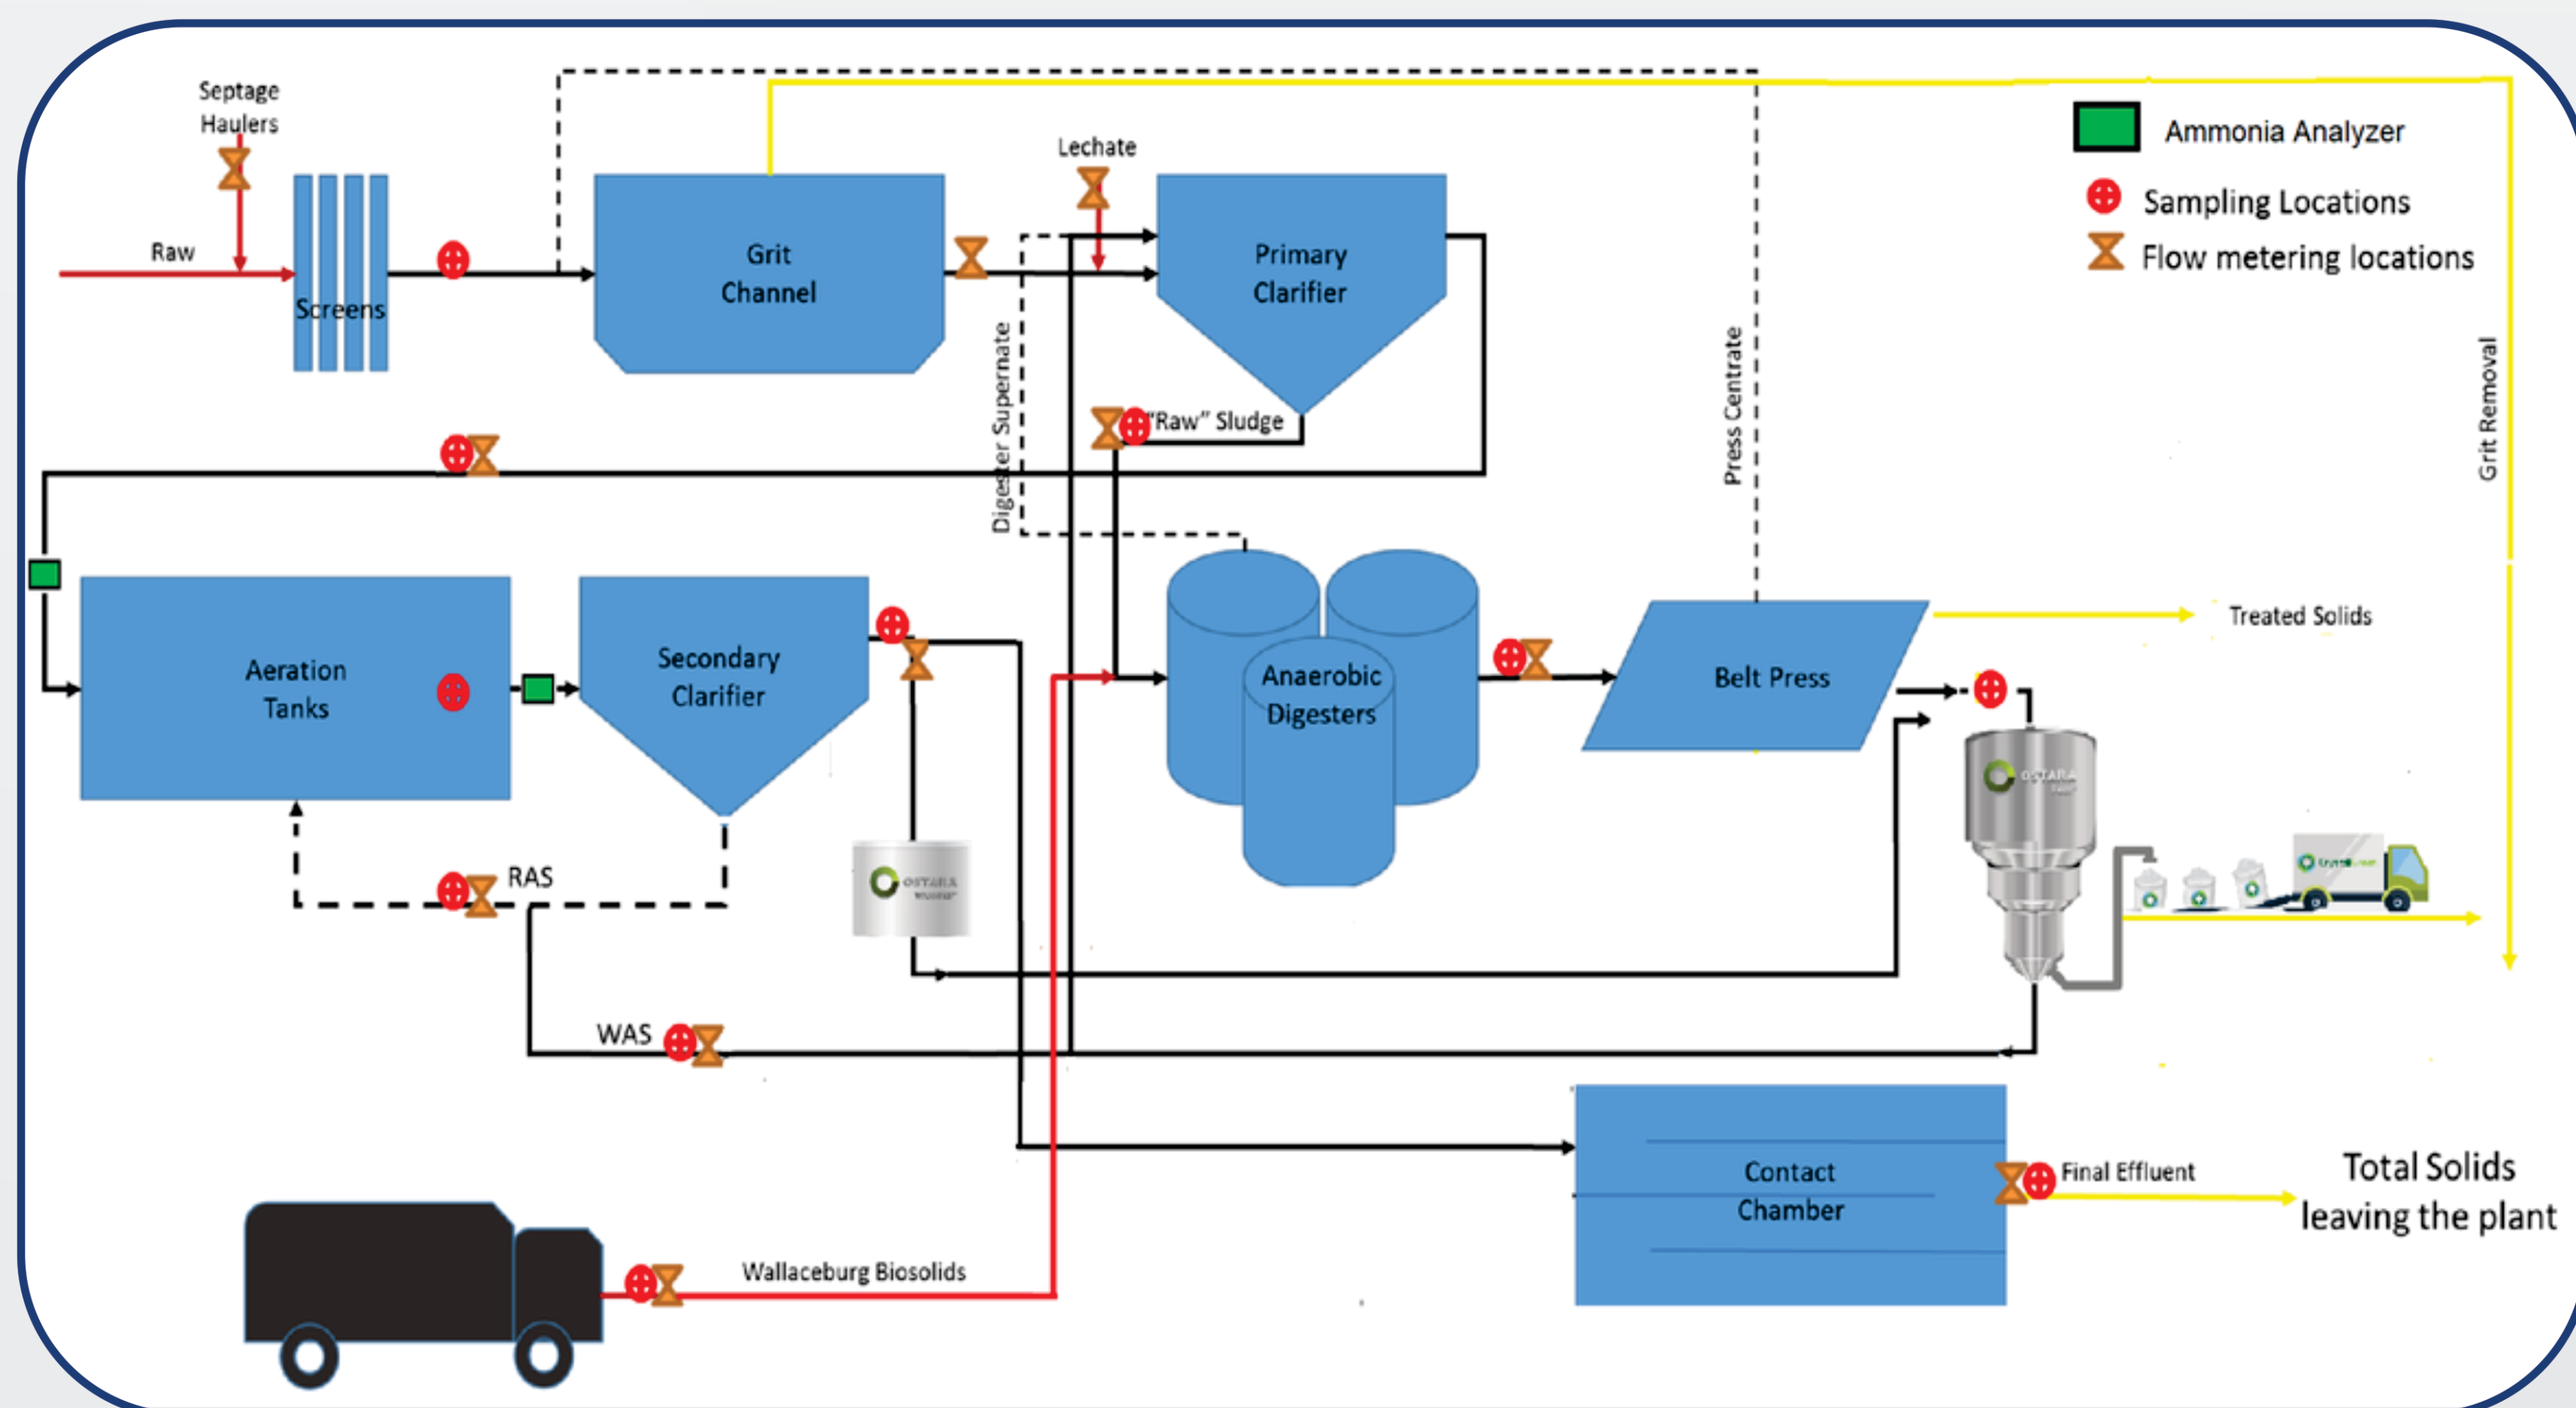 Septage
Haulers
Raw
Screens
Grit
Channel
Lechate
Primary
Clarifier
Ammonia Analyzer
Sampling Locations
Flow metering locations
Digester Supernate
"Raw" Sludge
Press Centrate
Grit Removal
Aeration
Tanks
Secondary
Clarifier
Anaerobic
Digesters
Belt Press
Treated Solids
OSTARA
RAS
OSTARA
WAS
Contact
Chamber
Final Effluent
Total Solids
leaving the plant
Wallaceburg Biosolids